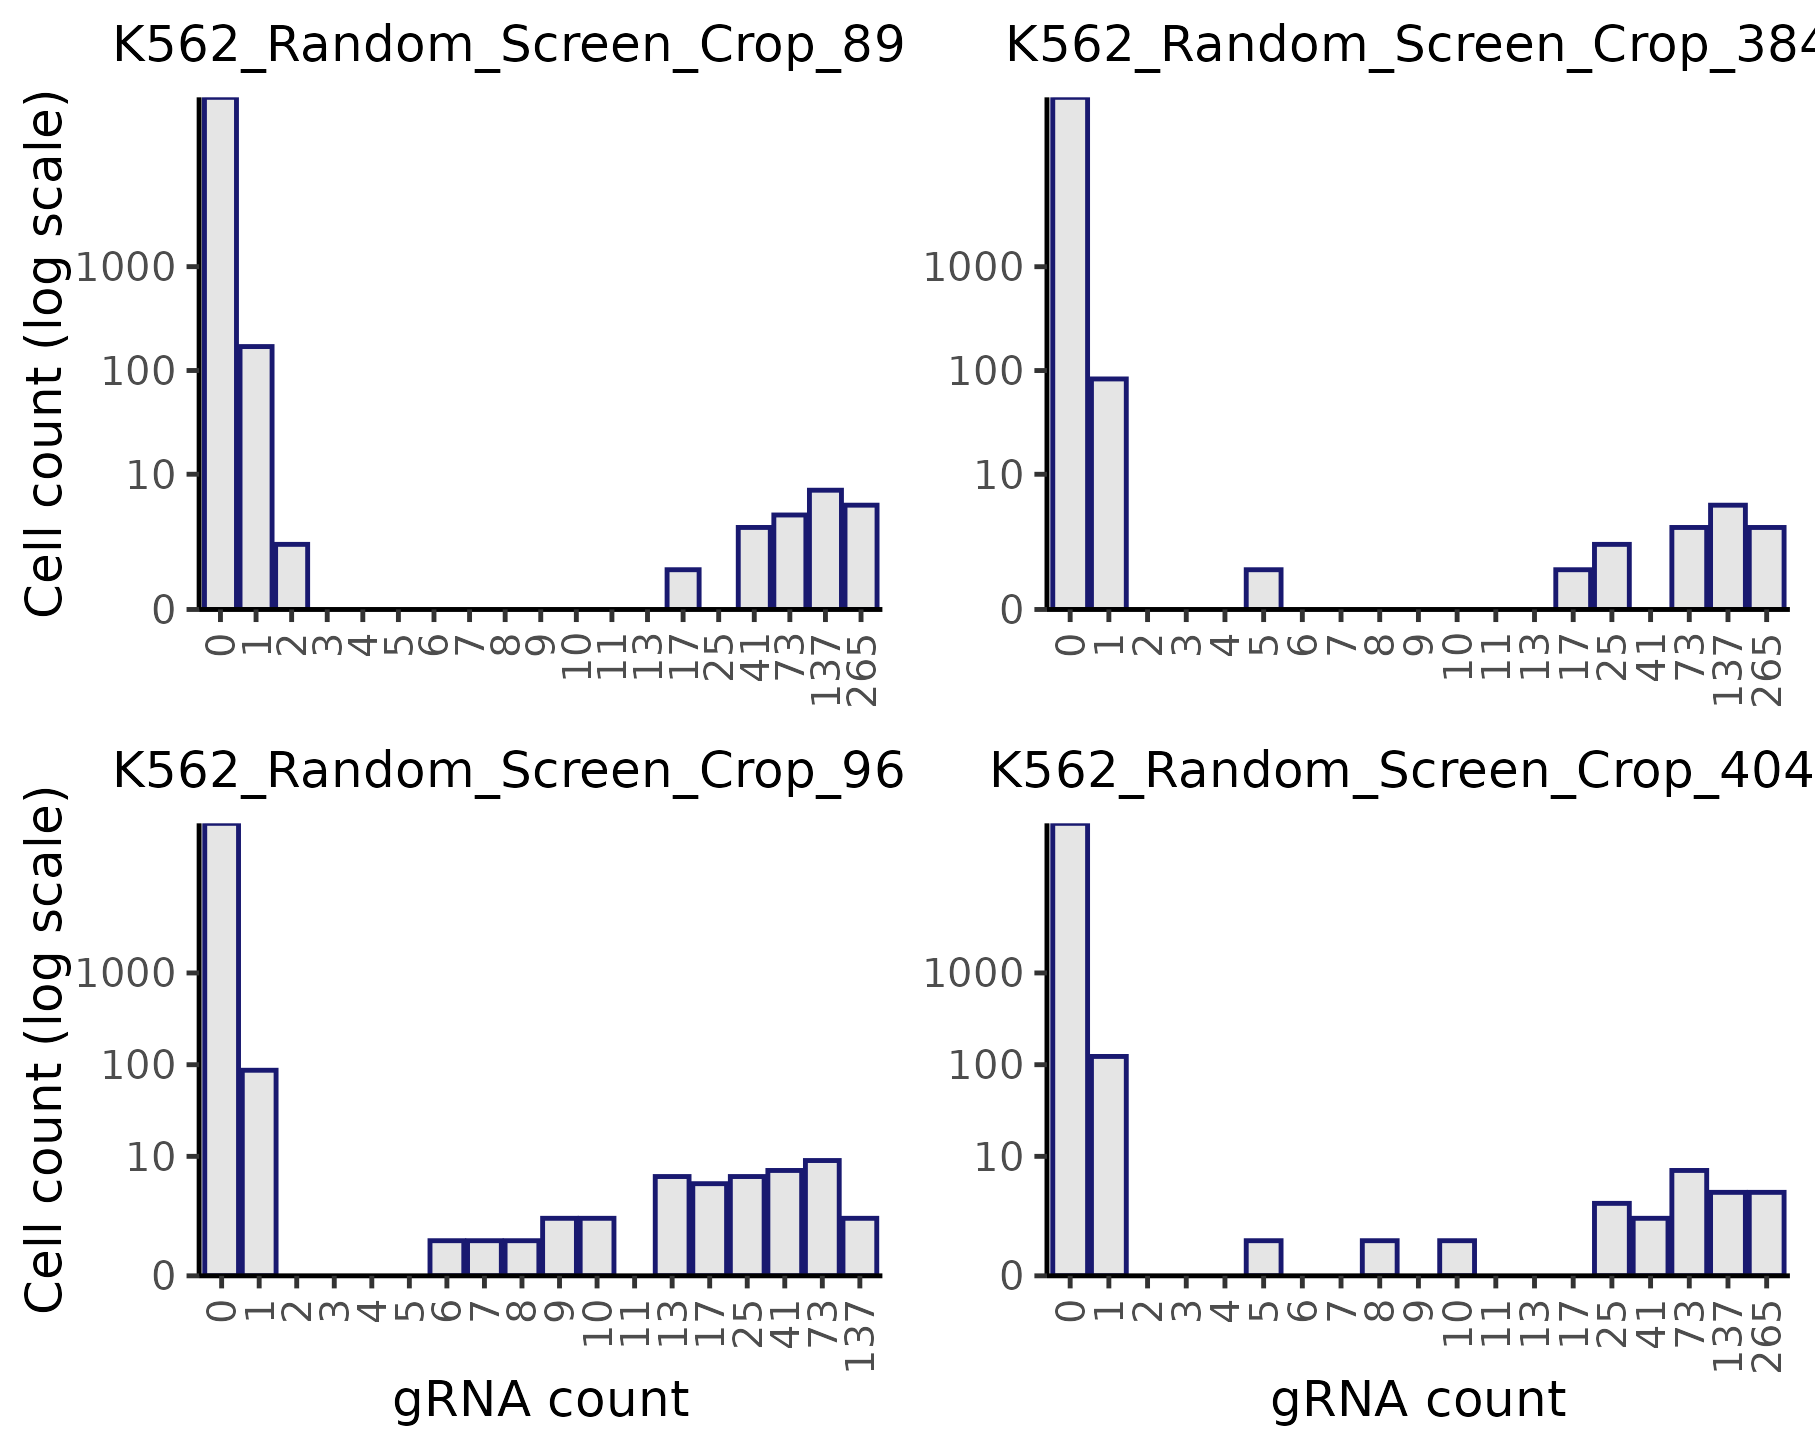 K562_Random_Screen_Crop_89
K562_Random_Screen_Crop_384
Cell count (log scale)
1000
100
10
0
0 1 2 3 4 5 6 7 8 9 10 11 13 17 25 41 73 137 265
1000
100
10
0
0 1 2 3 4 5 6 7 8 9 10 11 13 17 25 41 73 137 265
K562_Random_Screen_Crop_96
K562_Random_Screen_Crop_404
Cell count (log scale)
1000
100
10
0
0 1 2 3 4 5 6 7 8 9 10 11 13 17 25 41 73 137
gRNA count
1000
100
10
0
0 1 2 3 4 5 6 7 8 9 10 11 13 17 25 41 73 137 265
gRNA count